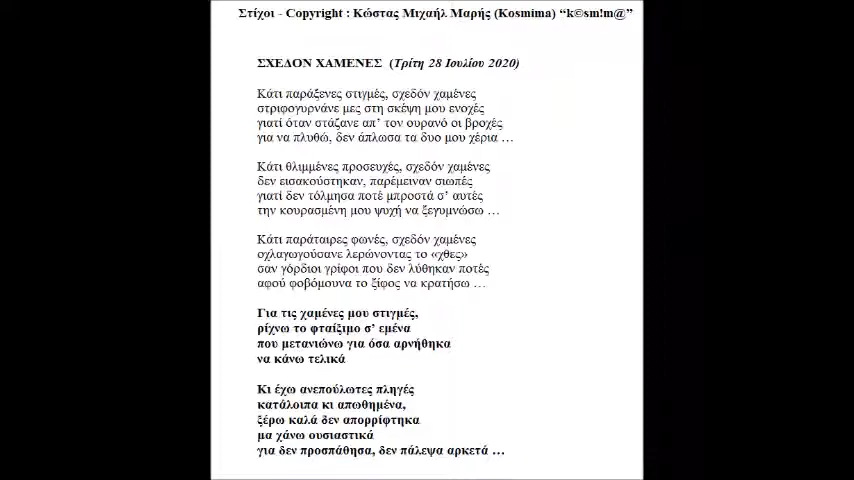 Στίχοι - Copyright : Κώστας Μιχαήλ Μαρής (Kosmima) “k©sm!m@”
ΣΧΕΔΟΝ ΧΑΜΕΝΕΣ (Τρίτη 28 Ιουλίου 2020)
Κάτι παράξενες στιγμές, σχεδόν χαμένες
στριφογυρνάνε μες στη σκέψη μου ενοχές
γιατί όταν στάζανε απ’ τον ουρανό οι βροχές
για να πλυθώ, δεν άπλωσα τα δυο μου χέρια …
Κάτι θλιμμένες προσευχές, σχεδόν χαμένες
δεν εισακούστηκαν, παρέμειναν σιωπές
γιατί δεν τόλμησα ποτέ μπροστά σ’ αυτές
την κουρασμένη μου ψυχή να ξεγυμνώσω …
Κάτι παράταιρες φωνές, σχεδόν χαμένες
οχλαγωγούσανε λερώνοντας το «χθες»
σαν γόρδιοι γρίφοι που δεν λύθηκαν ποτές
αφού φοβόμουνα το ξίφος να κρατήσω …
Για τις χαμένες μου στιγμές,
ρίχνω το φταίξιμο σ’ εμένα
που μετανιώνω για όσα αρνήθηκα
να κάνω τελικά
Κι έχω ανεπούλωτες πληγές
κατάλοιπα κι απωθημένα,
ξέρω καλά δεν απορρίφτηκα
μα χάνω ουσιαστικά
για δεν προσπάθησα, δεν πάλεψα αρκετά …